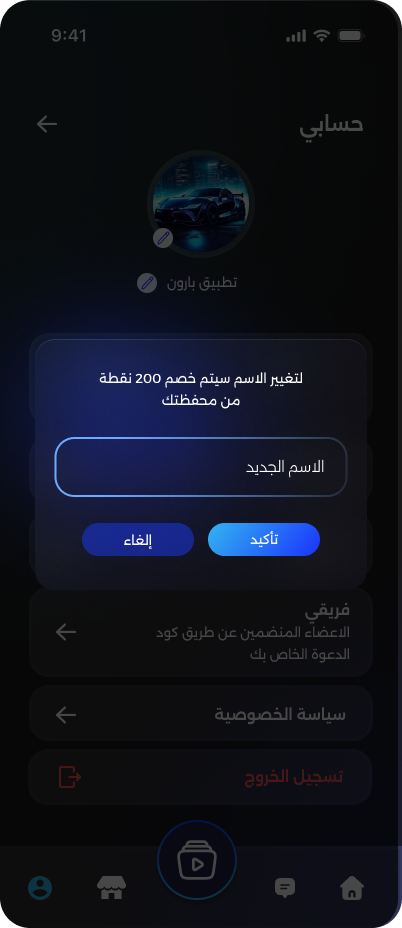 9:41
حسابي
تطبيق بارون
لتغيير الاسم سيتم خصم 200 نقطة
من محفظتك
الاسم الجديد
تأكيد
إلغاء
فريقي
الاعضاء المنضمين عن طريق كود
الدعوة الخاص بك
سياسة الخصوصية
تسجيل الخروج